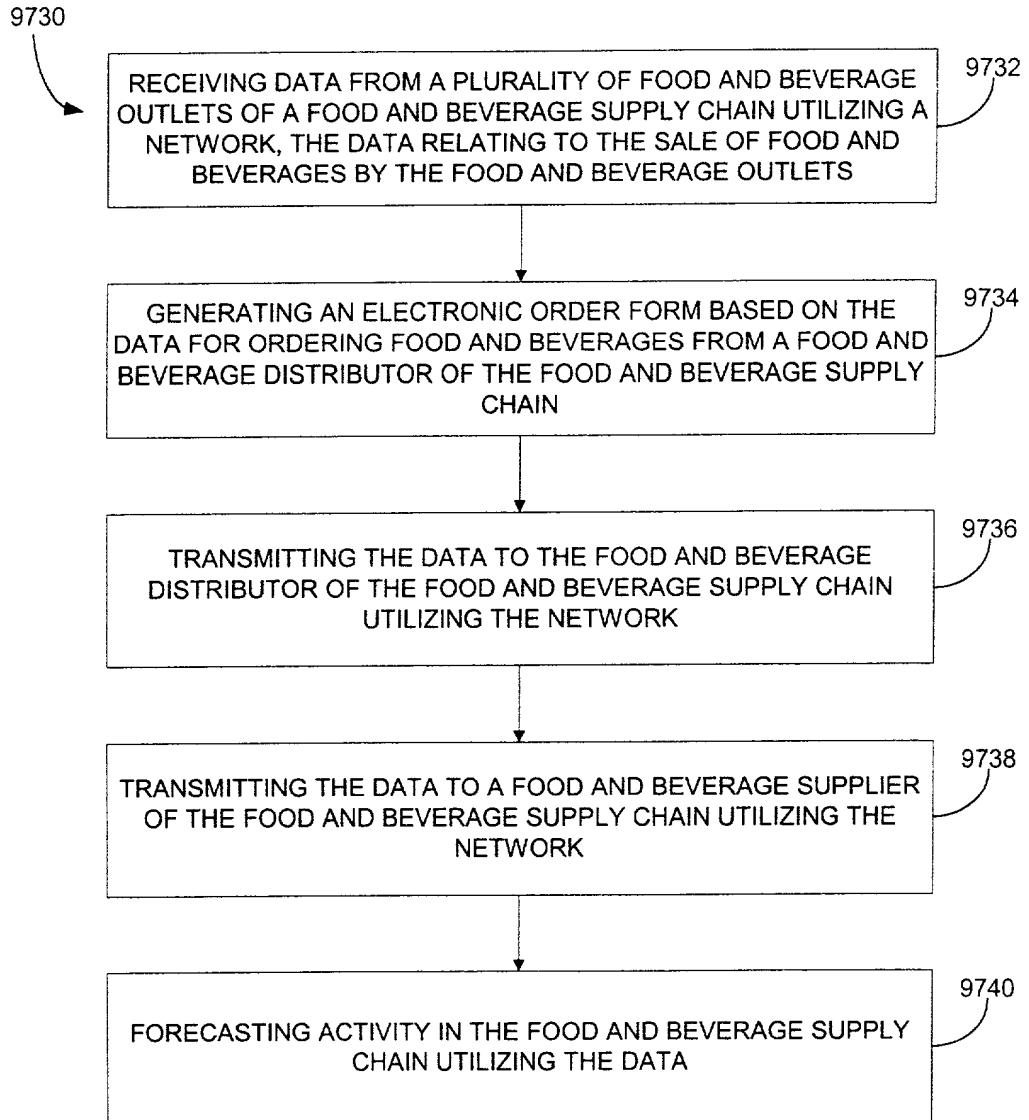 9730
RECEIVING DATA FROM A PLURALITY OF FOOD AND BEVERAGE
OUTLETS OF A FOOD AND BEVERAGE SUPPLY CHAIN UTILIZING A
NETWORK, THE DATA RELATING TO THE SALE OF FOOD AND
BEVERAGES BY THE FOOD AND BEVERAGE OUTLETS
9732
GENERATING AN ELECTRONIC ORDER FORM BASED ON THE
DATA FOR ORDERING FOOD AND BEVERAGES FROM A FOOD AND
BEVERAGE DISTRIBUTOR OF THE FOOD AND BEVERAGE SUPPLY
CHAIN
9734
TRANSMITTING THE DATA TO THE FOOD AND BEVERAGE
DISTRIBUTOR OF THE FOOD AND BEVERAGE SUPPLY CHAIN
UTILIZING THE NETWORK
9736
TRANSMITTING THE DATA TO A FOOD AND BEVERAGE SUPPLIER
OF THE FOOD AND BEVERAGE SUPPLY CHAIN UTILIZING THE
NETWORK
9738
FORECASTING ACTIVITY IN THE FOOD AND BEVERAGE SUPPLY
CHAIN UTILIZING THE DATA
9740